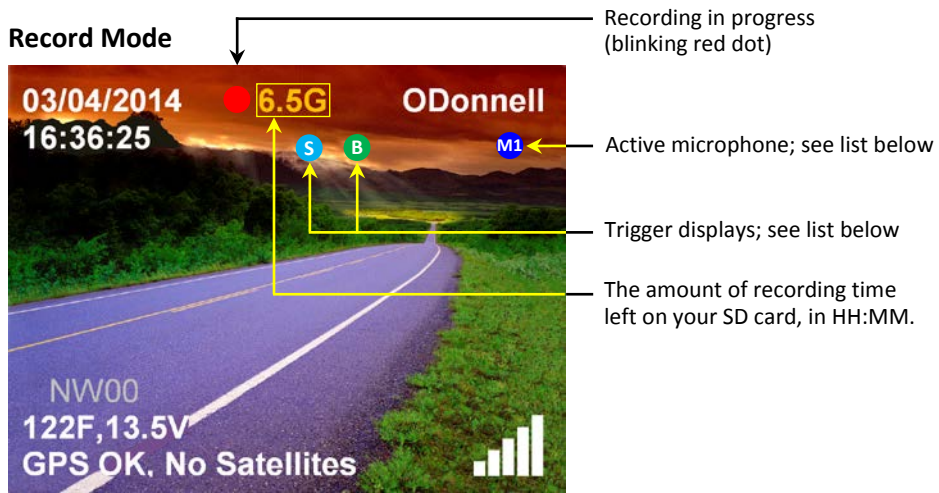 Recording in progress
(blinking red dot)
Record Mode
03/04/2014 6.5G ODonnell
16:36:25 S B M1
Active microphone; see list below
Trigger displays; see list below
The amount of recording time
left on your SD card, in HH:MM.
NW00
122F,13.5V
GPS OK, No Satellites